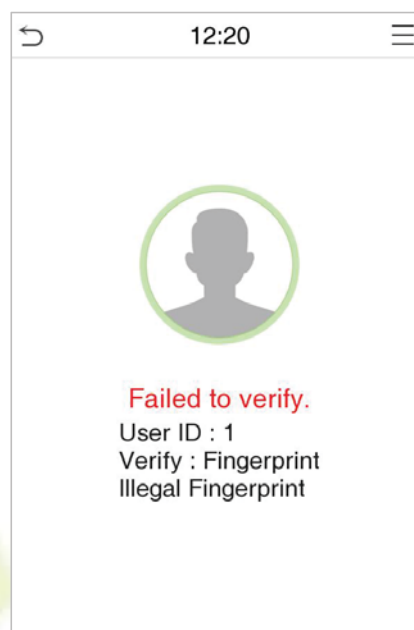 12:20
Failed to verify.
User ID : 1
Verify : Fingerprint
Illegal Fingerprint